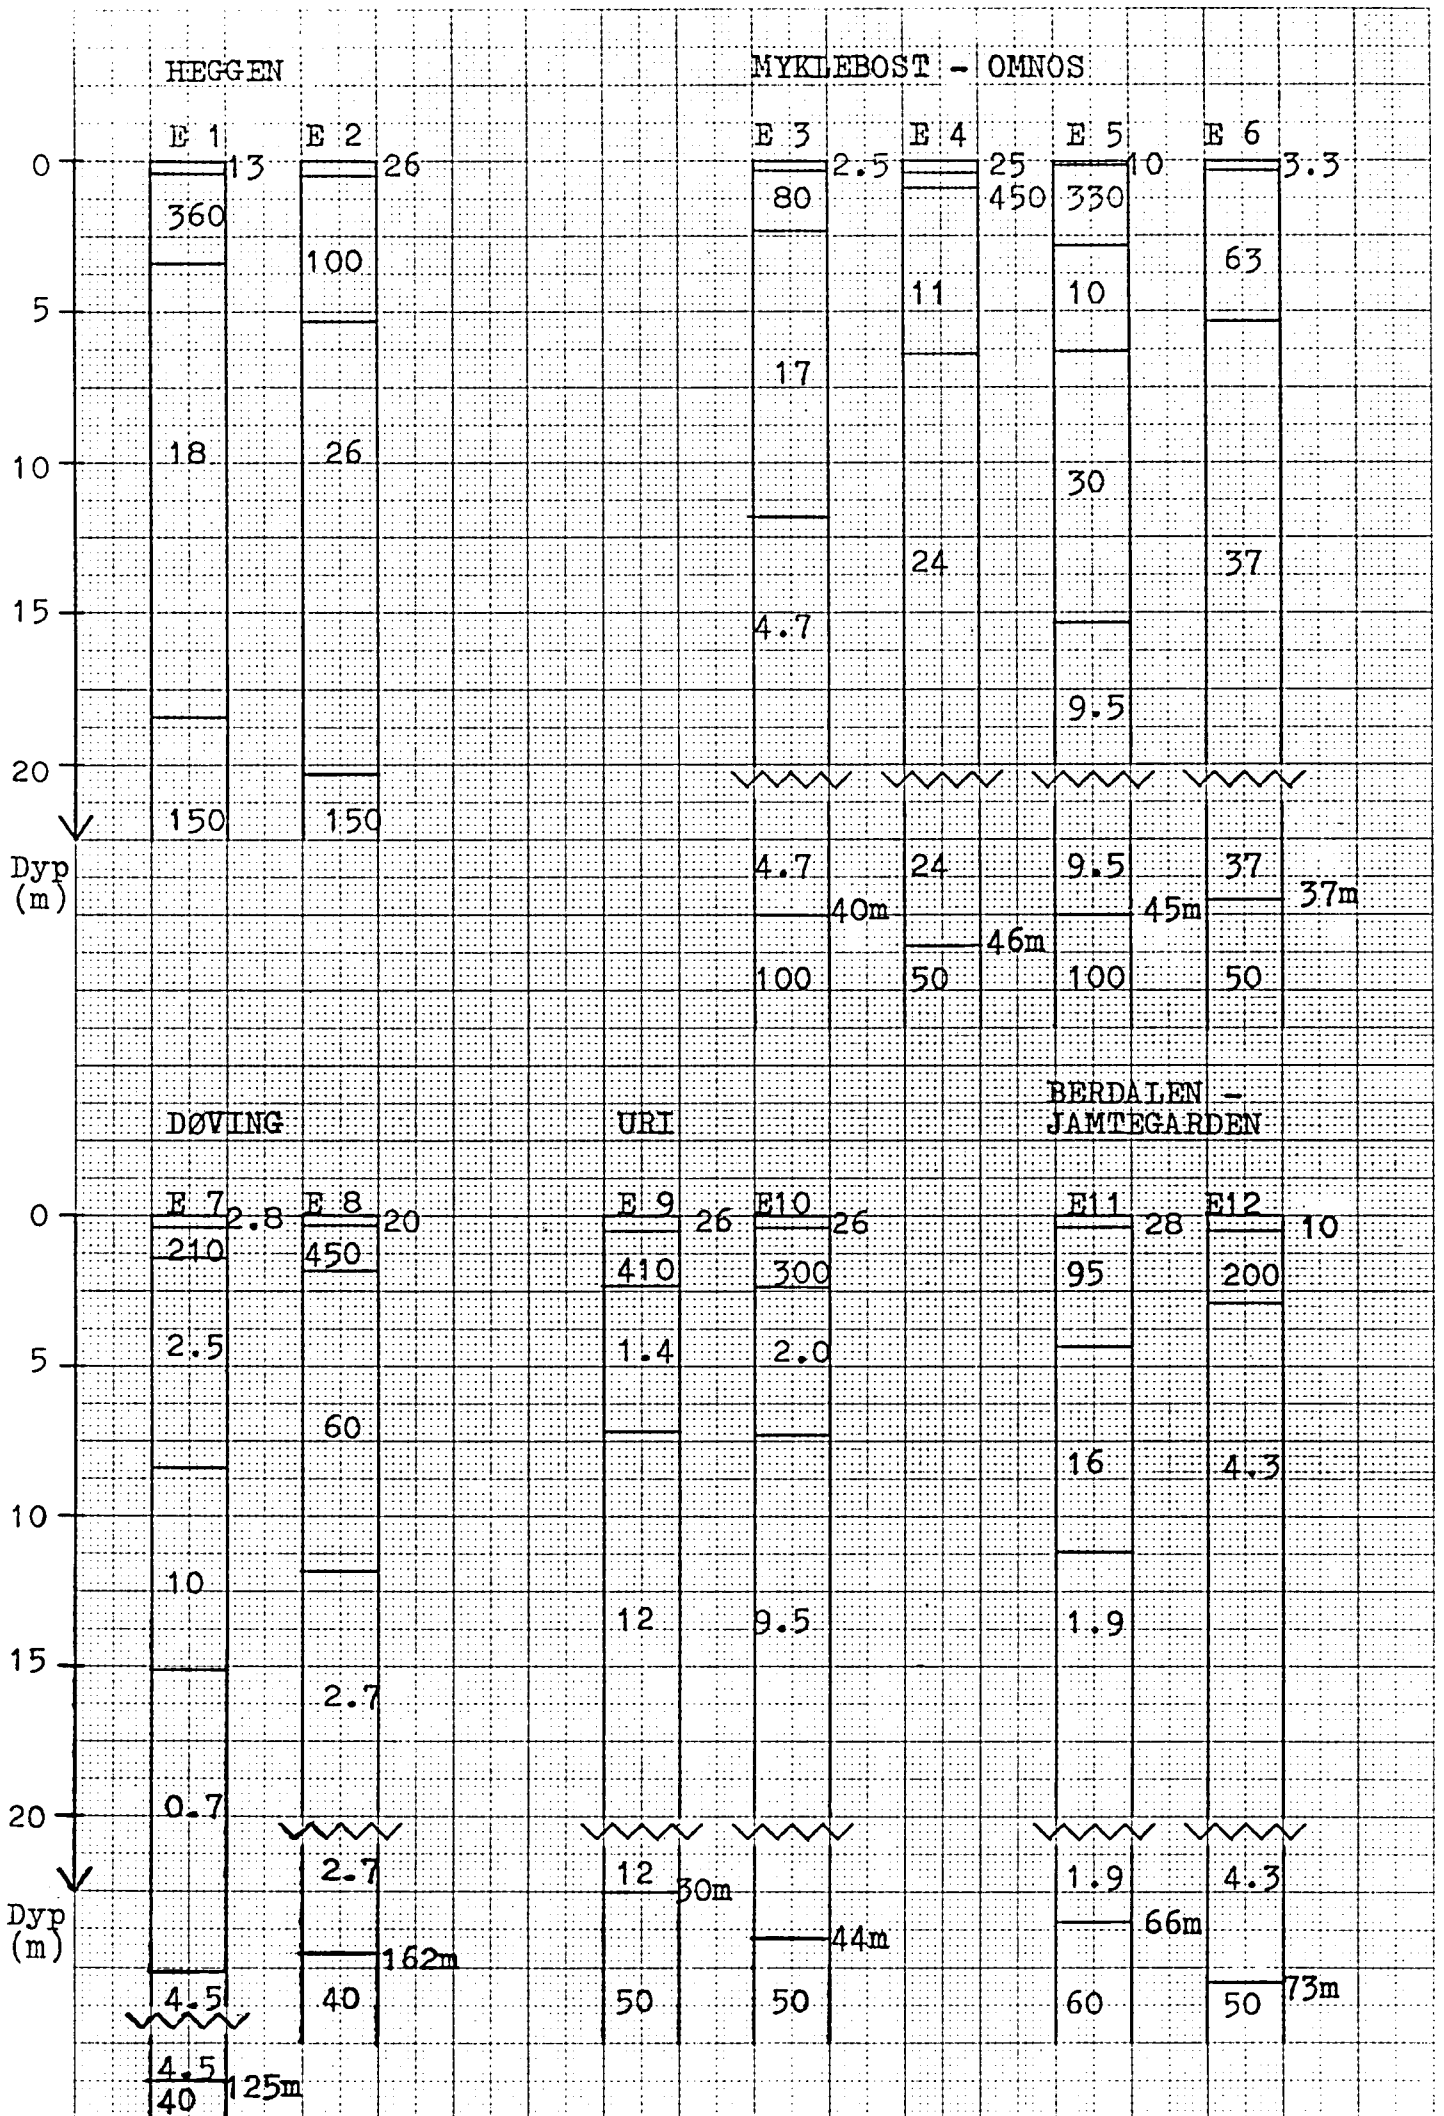 HEGGEN MYKLEBOST - OMNOS
E 1 E 2 E 3 E 4 E 5 E 6
0 13 26 2.5 25 10 3.3
360 80 450 330
100 63
11 10
5
17
18 26
10
30
24 37
15
4.7
9.5
20
150 150
Dyp 4.7 24 9.5 37
(m) 40m 45m 37m
46m
100 50 100 50
BERDALEN -
DØVING URI JAMTEGARDEN
E 7 E 8 E 9 E10 E11 E12
0 2.8 20 26 26 28 10
210 450 410 300 95 200
2.5 1.4 2.0
5
60
16 4.3
10
10
12 9.5 1.9
15
2.7
0.7
20
2.7 12 1.9 4.3
30m
Dyp 66m
(m) 162m 44m
73m
4.5 40 50 50 60 50
4.5
40 125m